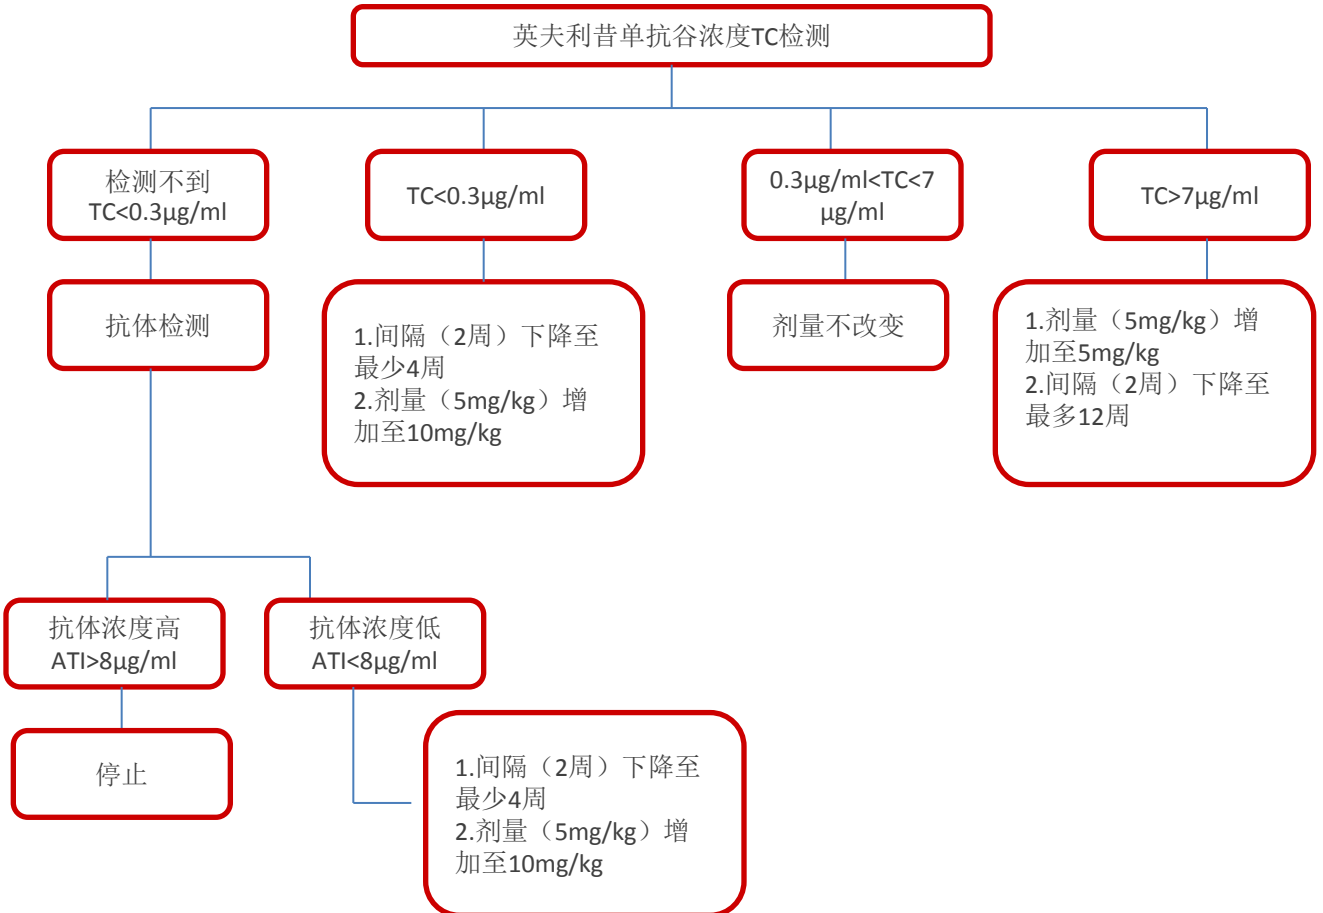 英夫利昔单抗谷浓度TC检测
检测不到
TC<0.3μg/ml
TC<0.3μg/ml
0.3μg/ml<TC<7
μg/ml
TC>7μg/ml
抗体检测
1.间隔（2周）下降至
最少4周
2.剂量（5mg/kg）增
加至10mg/kg
剂量不改变
1.剂量（5mg/kg）增
加至5mg/kg
2.间隔（2周）下降至
最多12周
抗体浓度高
ATI>8μg/ml
抗体浓度低
ATI<8μg/ml
停止
1.间隔（2周）下降至
最少4周
2.剂量（5mg/kg）增
加至10mg/kg